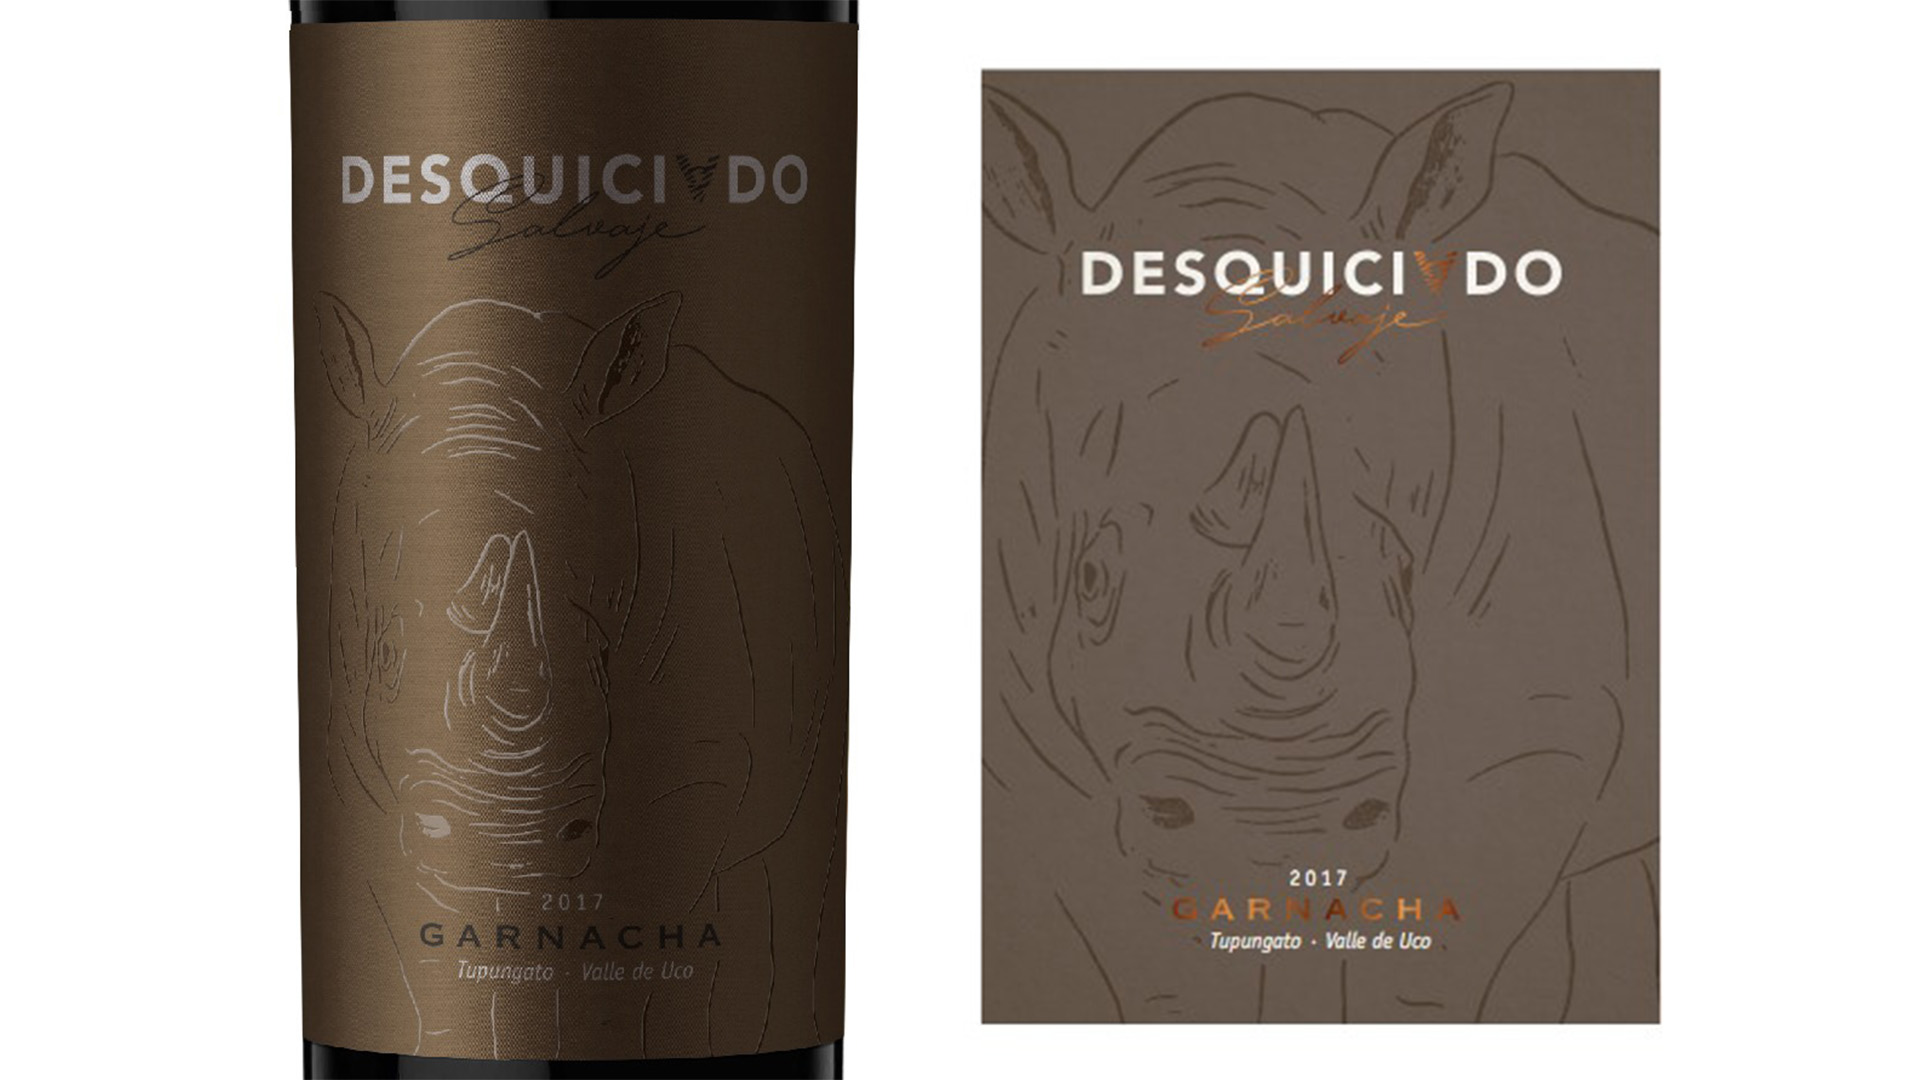 DESQUICIADO
Salvaje
2017
GARNACHA
Tupungato · Valle de Uco
DESQUICIADO
Salvaje
2017
GARNACHA
Tupungato · Valle de Uco